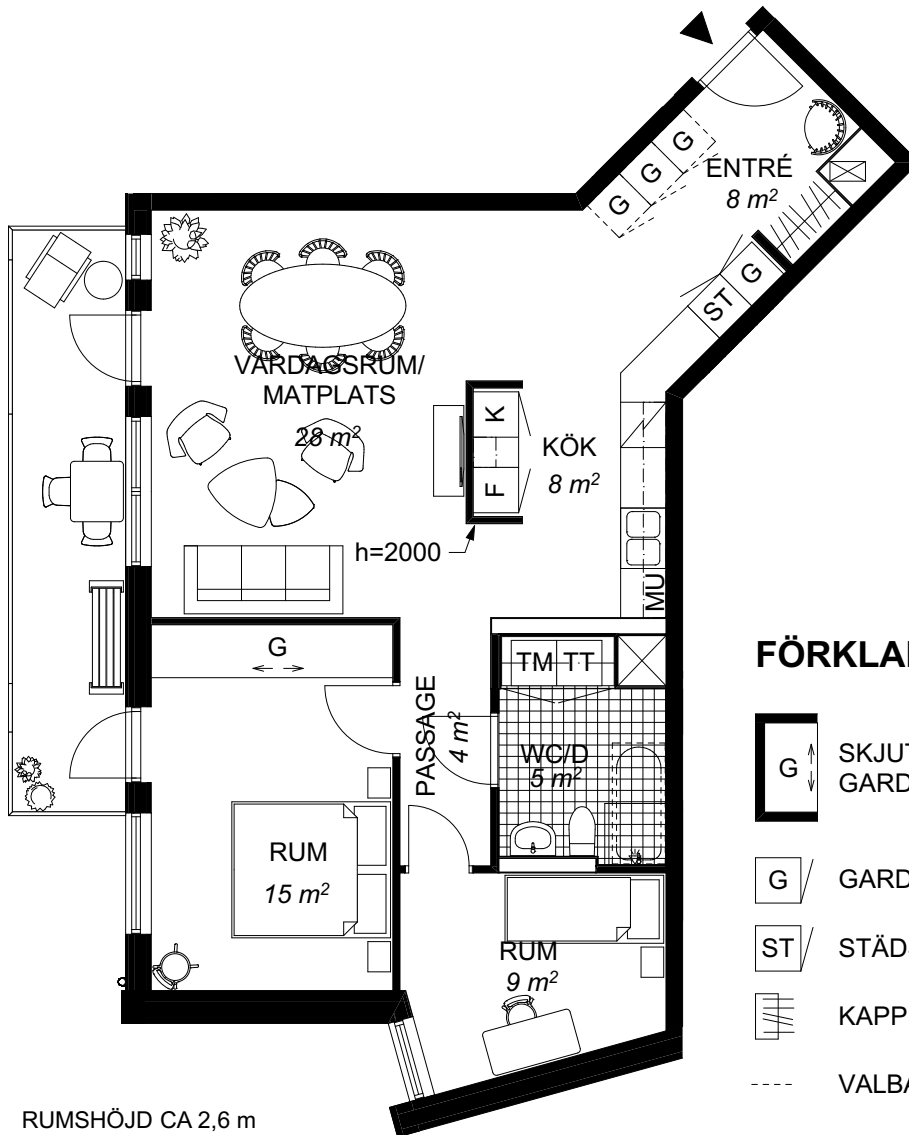 ENTRÉ
8 m²
G
G
G
G
ST
VARDAGSRUM/
MATPLATS
28 m²
K
F
KÖK
8 m²
h=2000
MU
G
TM TT
PASSAGE
4 m²
WC/D
5 m²
RUM
15 m²
RUM
9 m²
RUMSHÖJD CA 2,6 m
FÖRKLA
G
SKJUT
GARD
G
GARD
ST
STÄD
KAPP
VALBA